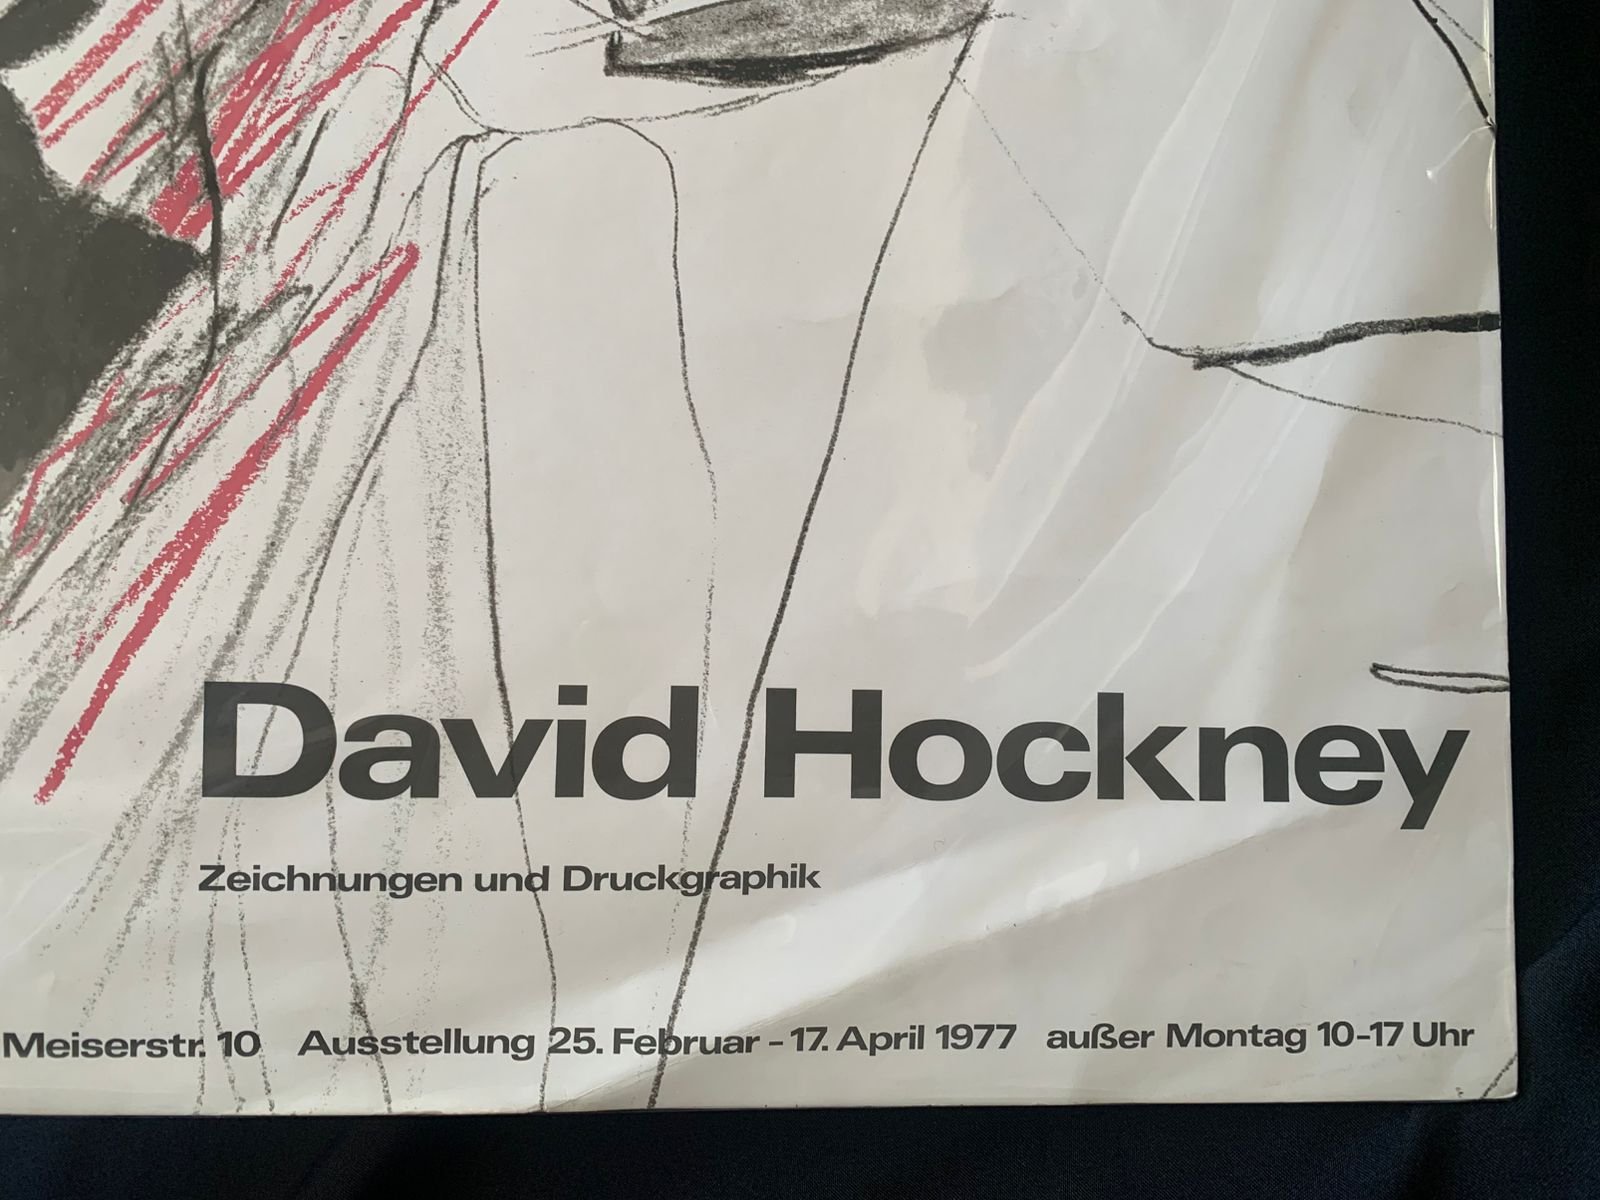 David Hockney
Zeichnungen und Druckgraphik
Meiserstr. 10 Ausstellung 25. Februar - 17. April 1977 außer Montag 10-17 Uhr